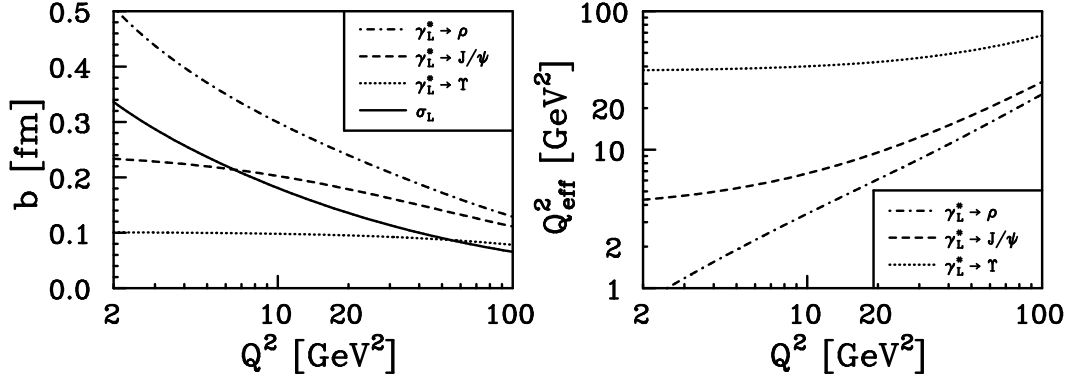 b [fm]
0.5
0.4
0.3
0.2
0.1
0.0
γ*L → ρ
γ*L → J/ψ
γ*L → Υ
σL
2 10 20 100
Q² [GeV²]
Q²eff [GeV²]
100
20
10
2
1
γ*L → ρ
γ*L → J/ψ
γ*L → Υ
2 10 20 100
Q² [GeV²]